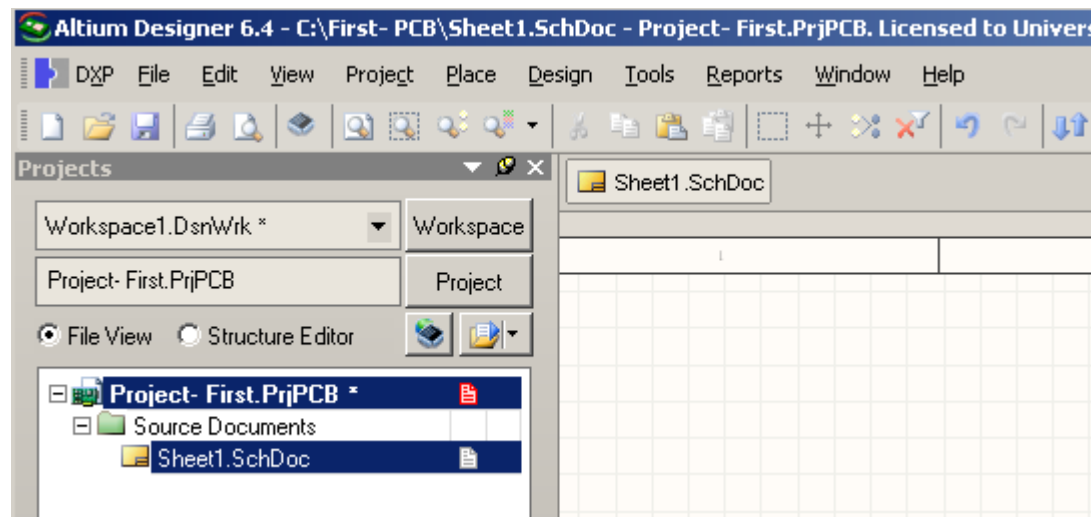 Altium Designer 6.4 - C:\First- PCB\Sheet1.SchDoc - Project- First.PrjPCB. Licensed to Univers
DXP File Edit View Project Place Design Tools Reports Window Help
Projects
Sheet1.SchDoc
Workspace1.DsnWrk *
Workspace
1
Project- First.PrjPCB
Project
File View
Structure Editor
Project- First.PrjPCB *
Source Documents
Sheet1.SchDoc